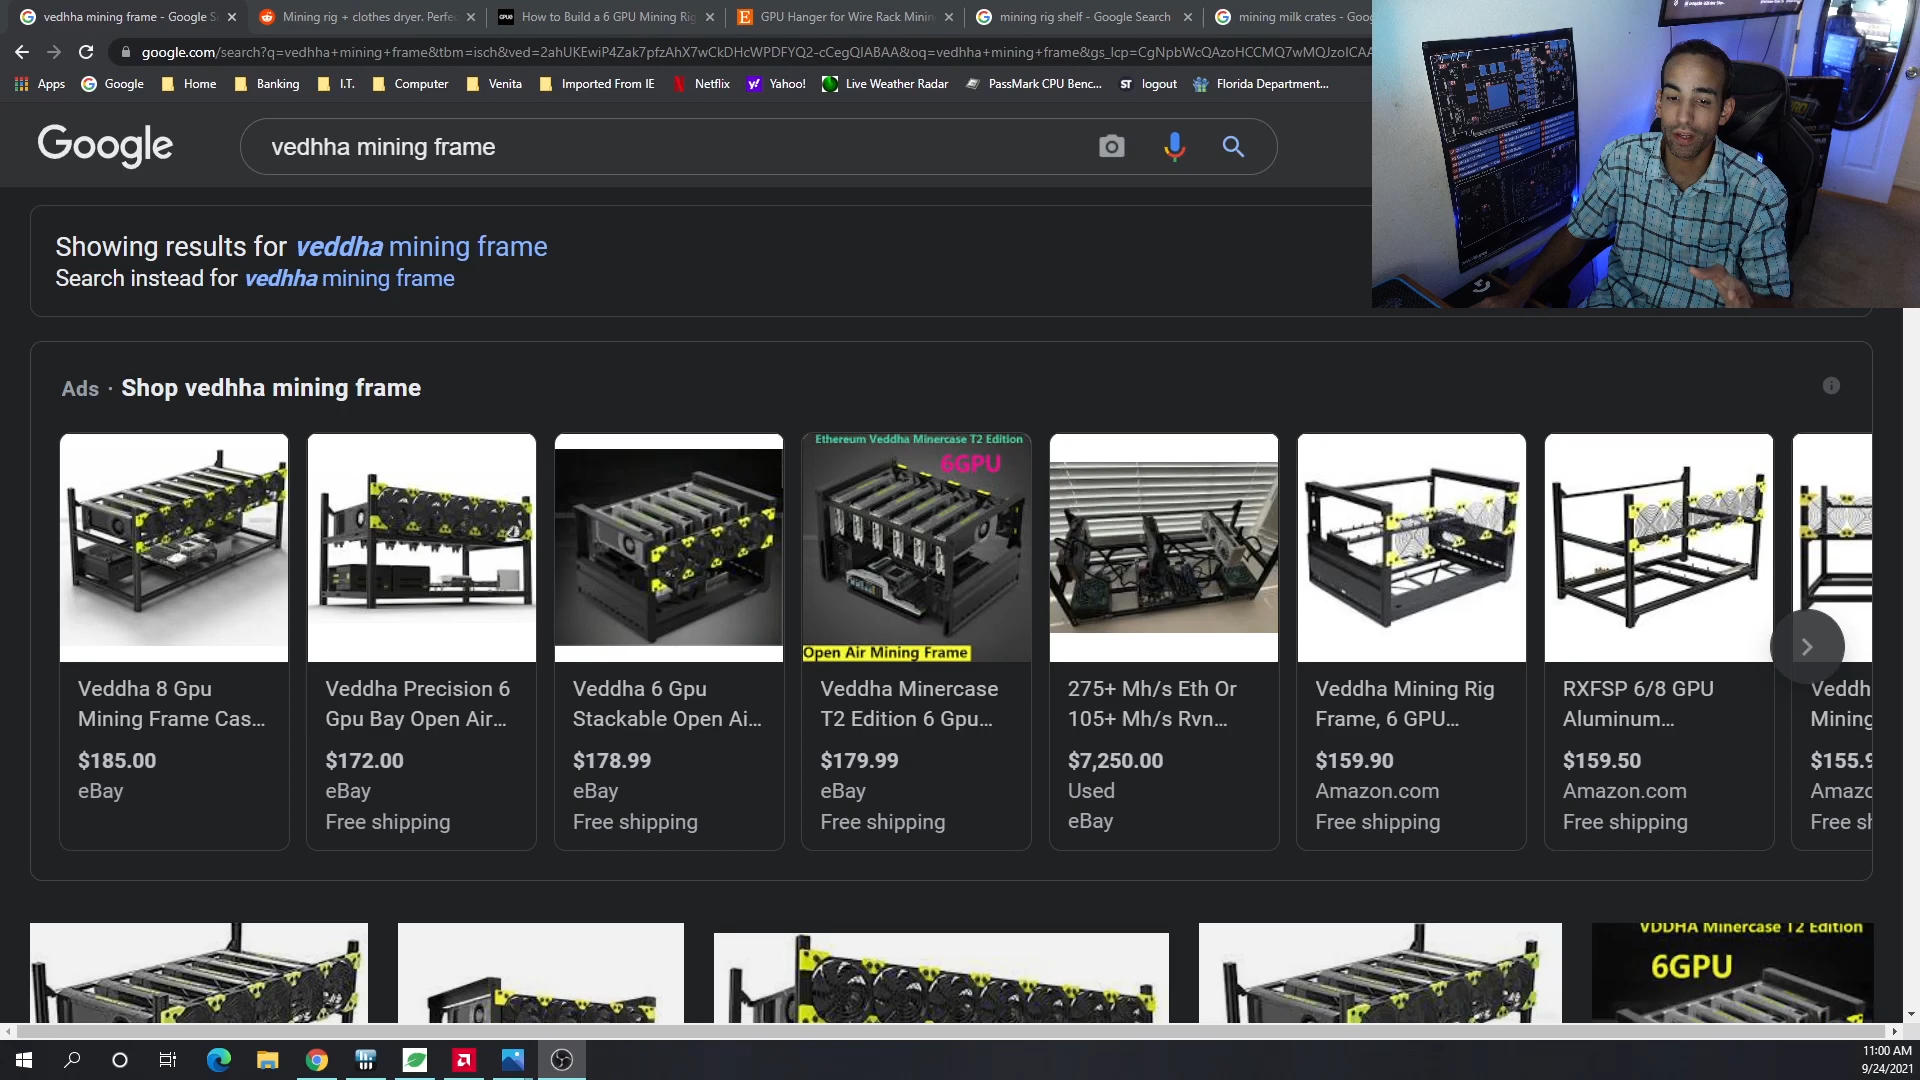 vedhha mining frame - Google S
Mining rig + clothes dryer. Perfec
How to Build a 6 GPU Mining Rig
GPU Hanger for Wire Rack Minin
mining rig shelf - Google Search
mining milk crates - Goog
google.com/search?q=vedhha+mining+frame&tbm=isch&ved=2ahUKEwiP4Zak7pfzAhX7wCkDHcWPDFYQ2-cCegQIABAA&oq=vedhha+mining+frame&gs_lcp=CgNpbWcQAzoHCCMQ7wMQJzoICAA
Apps
Google
Home
Banking
I.T.
Computer
Venita
Imported From IE
Netflix
Yahoo!
Live Weather Radar
PassMark CPU Benc...
ST logout
Florida Department...
Google
vedhha mining frame
Showing results for veddha mining frame
Search instead for vedhha mining frame
Ads · Shop vedhha mining frame
Ethereum Veddha Minercase T2 Edition
6GPU
Open Air Mining Frame
Veddha 8 Gpu
Mining Frame Cas...
$185.00
eBay
Veddha Precision 6
Gpu Bay Open Air...
$172.00
eBay
Free shipping
Veddha 6 Gpu
Stackable Open Ai...
$178.99
eBay
Free shipping
Veddha Minercase
T2 Edition 6 Gpu...
$179.99
eBay
Free shipping
275+ Mh/s Eth Or
105+ Mh/s Rvn...
$7,250.00
Used
eBay
Veddha Mining Rig
Frame, 6 GPU...
$159.90
Amazon.com
Free shipping
RXFSP 6/8 GPU
Aluminum...
$159.50
Amazon.com
Free shipping
Veddh
Mining
$155.9
Amazo
Free sh
VDDHA Minercase T2 Edition
6GPU
11:00 AM
9/24/2021